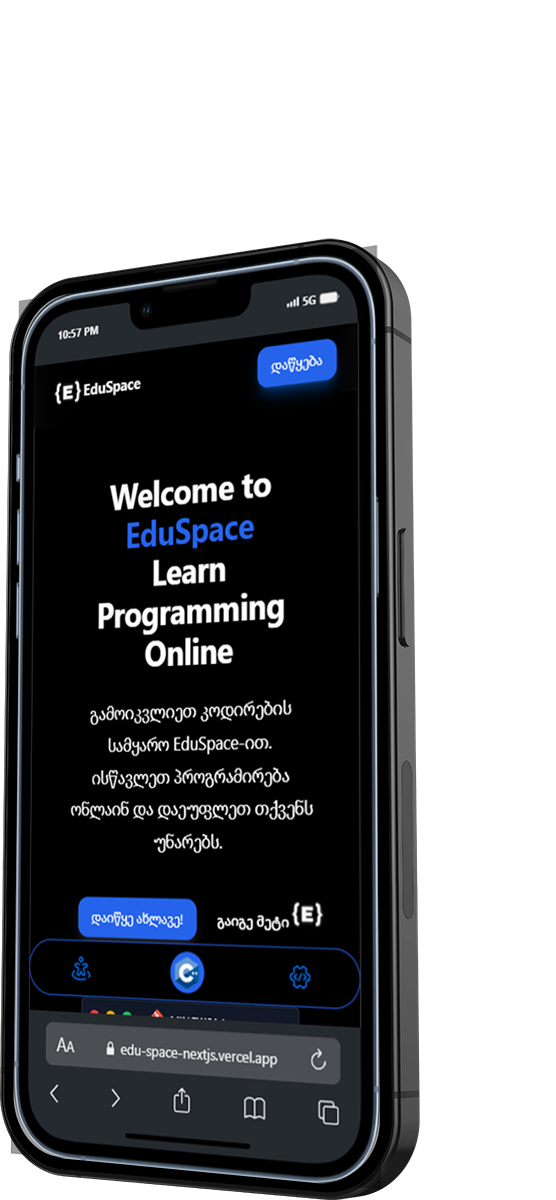 10:57 PM
5G
{E} EduSpace
დაწყება
Welcome to
EduSpace
Learn
Programming
Online
გამოიკვლიეთ კოდირების
სამყარო EduSpace-ით.
ისწავლეთ პროგრამირება
ონლაინ და დაეუფლეთ თქვენს
უნარებს.
დაიწყე ახლავე!
გაიგე მეტი {E}
C++
AA
edu-space-nextjs.vercel.app